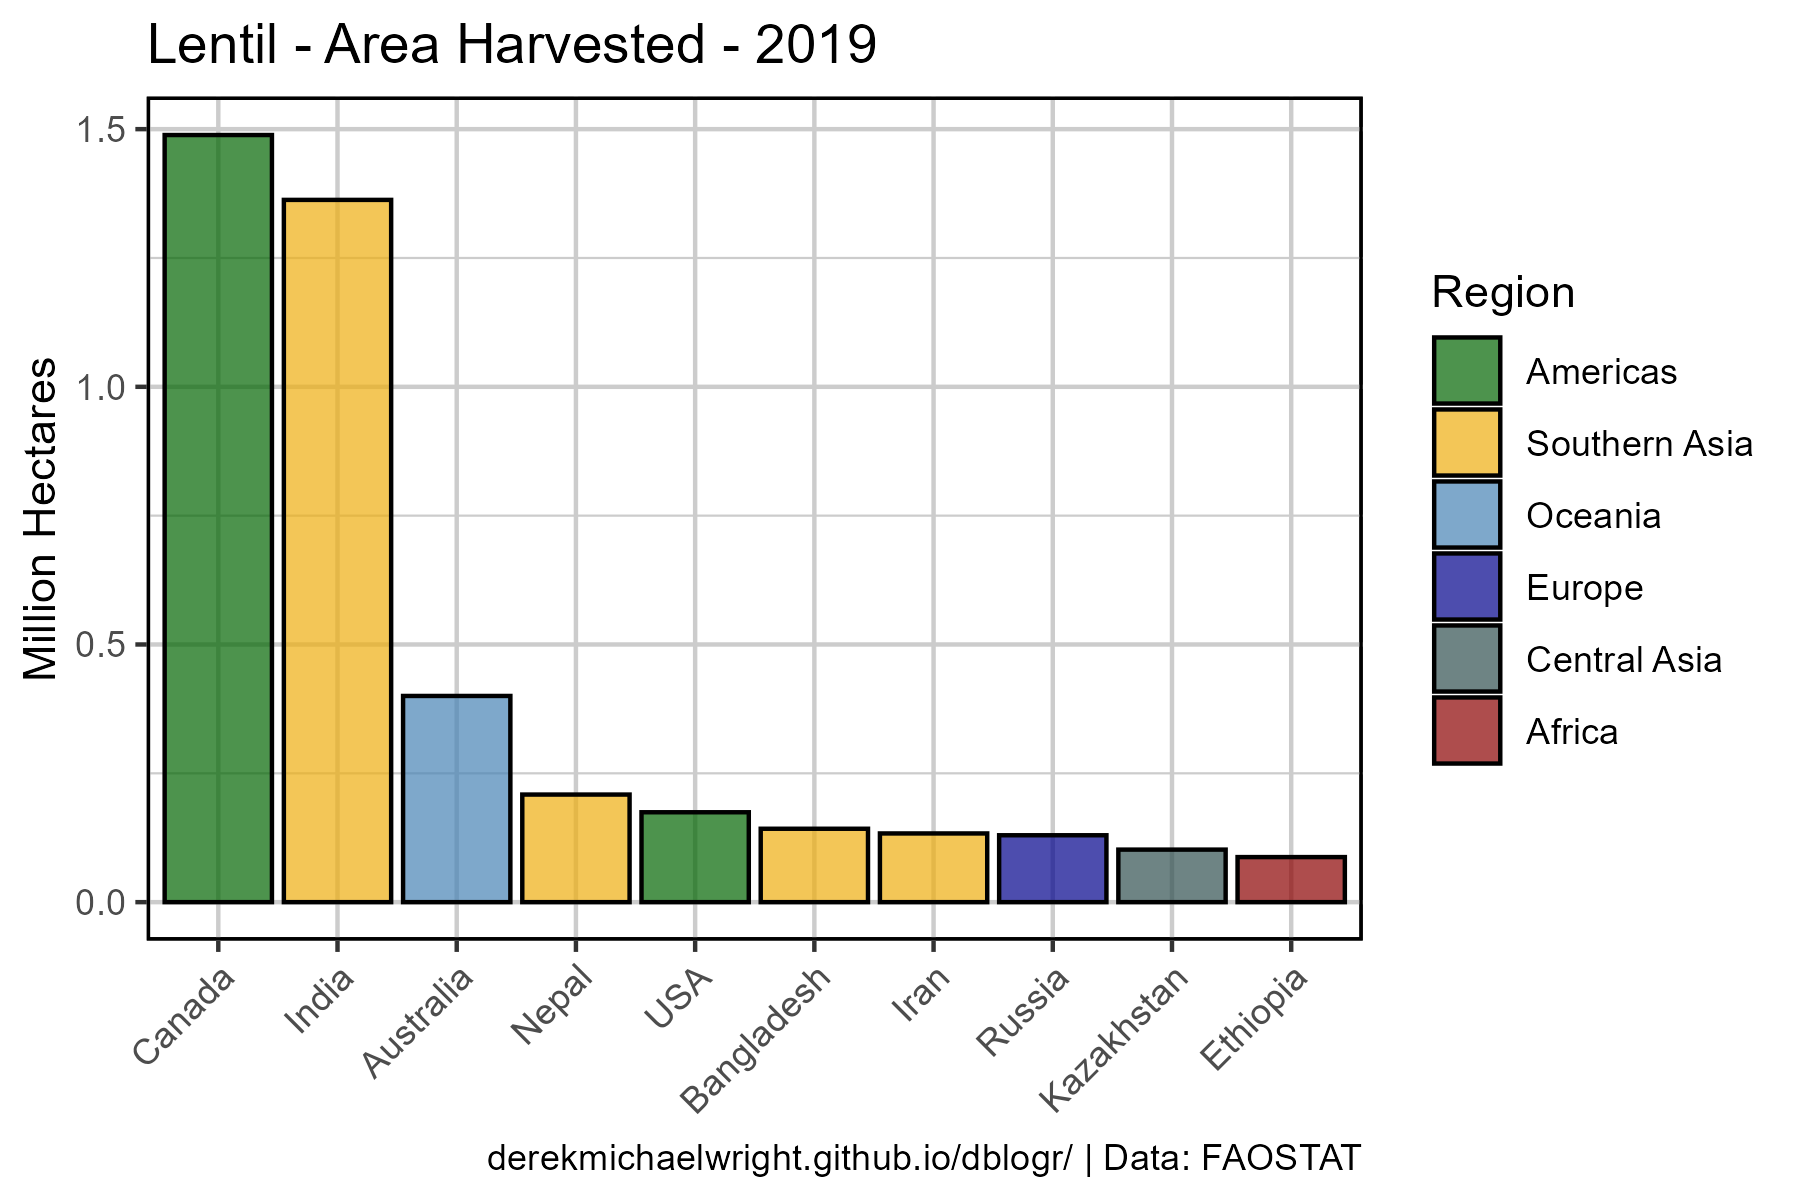 Lentil - Area Harvested - 2019
Million Hectares
1.5
1.0
0.5
0.0
Canada
India
Australia
Nepal
USA
Bangladesh
Iran
Russia
Kazakhstan
Ethiopia
Region
Americas
Southern Asia
Oceania
Europe
Central Asia
Africa
derekmichaelwright.github.io/dblogr/ | Data: FAOSTAT